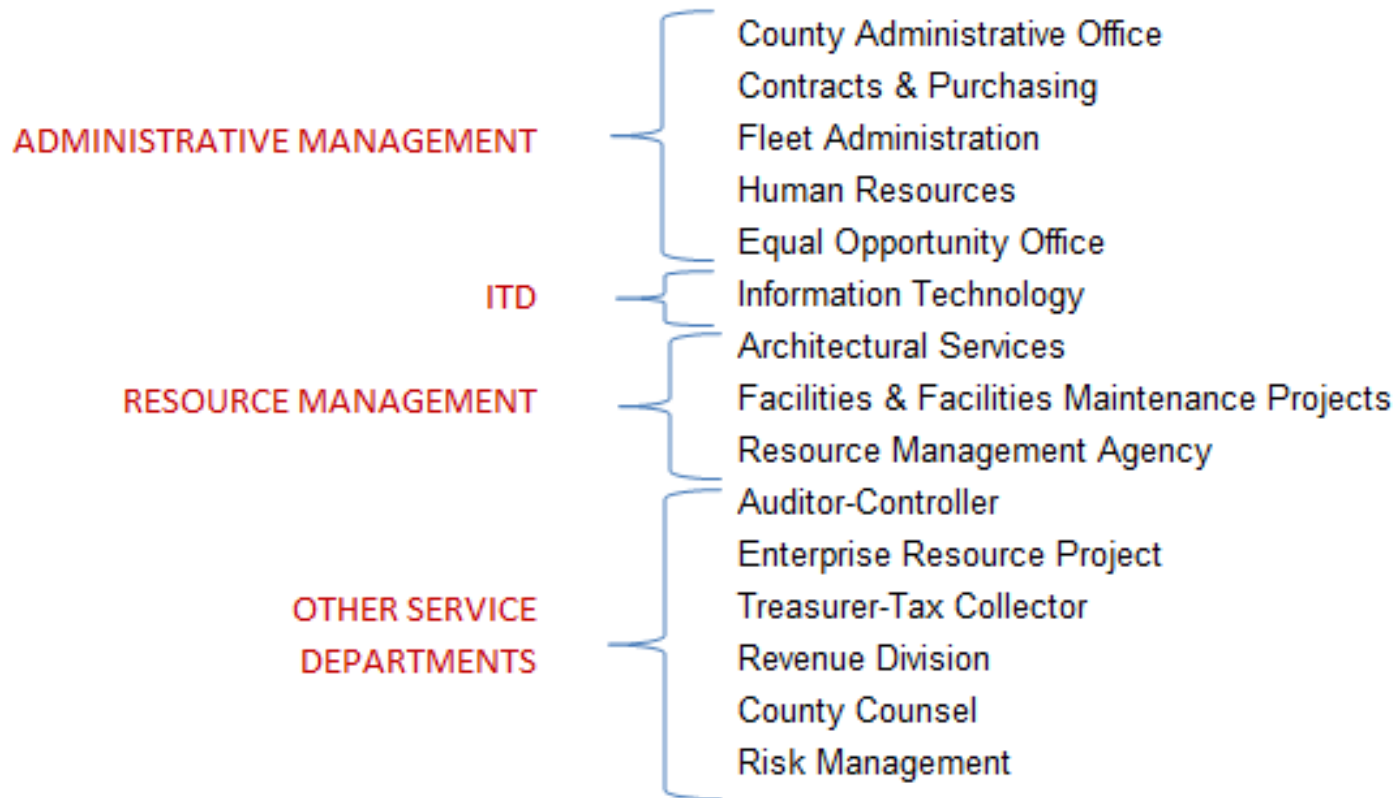 County Administrative Office
Contracts & Purchasing
ADMINISTRATIVE MANAGEMENT
Fleet Administration
Human Resources
Equal Opportunity Office
ITD
Information Technology
Architectural Services
RESOURCE MANAGEMENT
Facilities & Facilities Maintenance Projects
Resource Management Agency
Auditor-Controller
Enterprise Resource Project
OTHER SERVICE
DEPARTMENTS
Treasurer-Tax Collector
Revenue Division
County Counsel
Risk Management